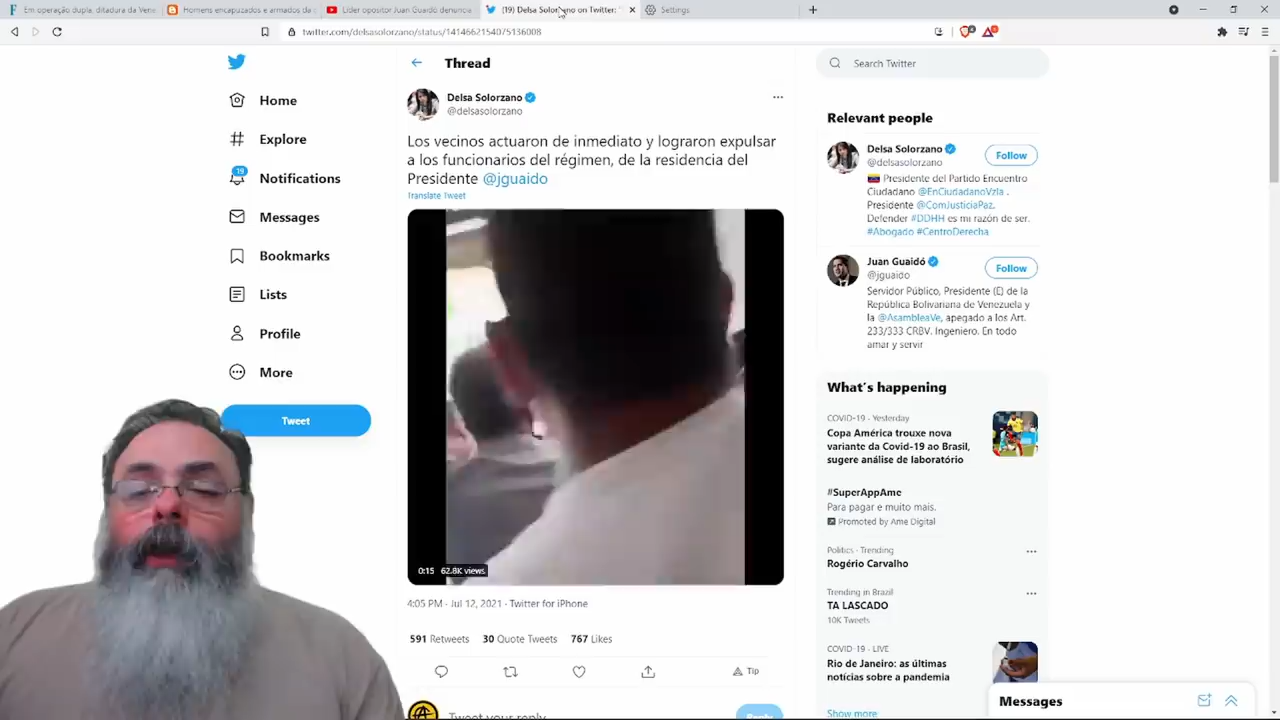 Em operação dupla, ditadura da Vene
Homens encapuzados e armados da
Líder opositor Juan Guaidó denuncia
(19) Delsa Solorzano on Twitter: "
Settings
twitter.com/delsasolorzano/status/1414662154075136008
Thread
Search Twitter
Home
Explore
19
Notifications
Messages
Bookmarks
Lists
Profile
More
Tweet
Delsa Solorzano
@delsasolorzano
Los vecinos actuaron de inmediato y lograron expulsar
a los funcionarios del régimen, de la residencia del
Presidente @jguaido
Translate Tweet
0:15 62.8K views
4:05 PM · Jul 12, 2021 · Twitter for iPhone
591 Retweets 30 Quote Tweets 767 Likes
Tip
Tweet your reply
Reply
Relevant people
Delsa Solorzano
@delsasolorzano
Follow
Presidente del Partido Encuentro
Ciudadano @EnCiudadanoVzla .
Presidente @ComJusticiaPaz.
Defender #DDHH es mi razón de ser.
#Abogado #CentroDerecha
Juan Guaidó
@jguaido
Follow
Servidor Público, Presidente (E) de la
República Bolivariana de Venezuela y
la @AsambleaVe, apegado a los Art.
233/333 CRBV. Ingeniero. En todo
amar y servir
What's happening
COVID-19 · Yesterday
Copa América trouxe nova
variante da Covid-19 ao Brasil,
sugere análise de laboratório
#SuperAppAme
Para pagar e muito mais.
Promoted by Ame Digital
Politics · Trending
Rogério Carvalho
Trending in Brazil
TA LASCADO
10K Tweets
COVID-19 · LIVE
Rio de Janeiro: as últimas
notícias sobre a pandemia
Show more
Messages